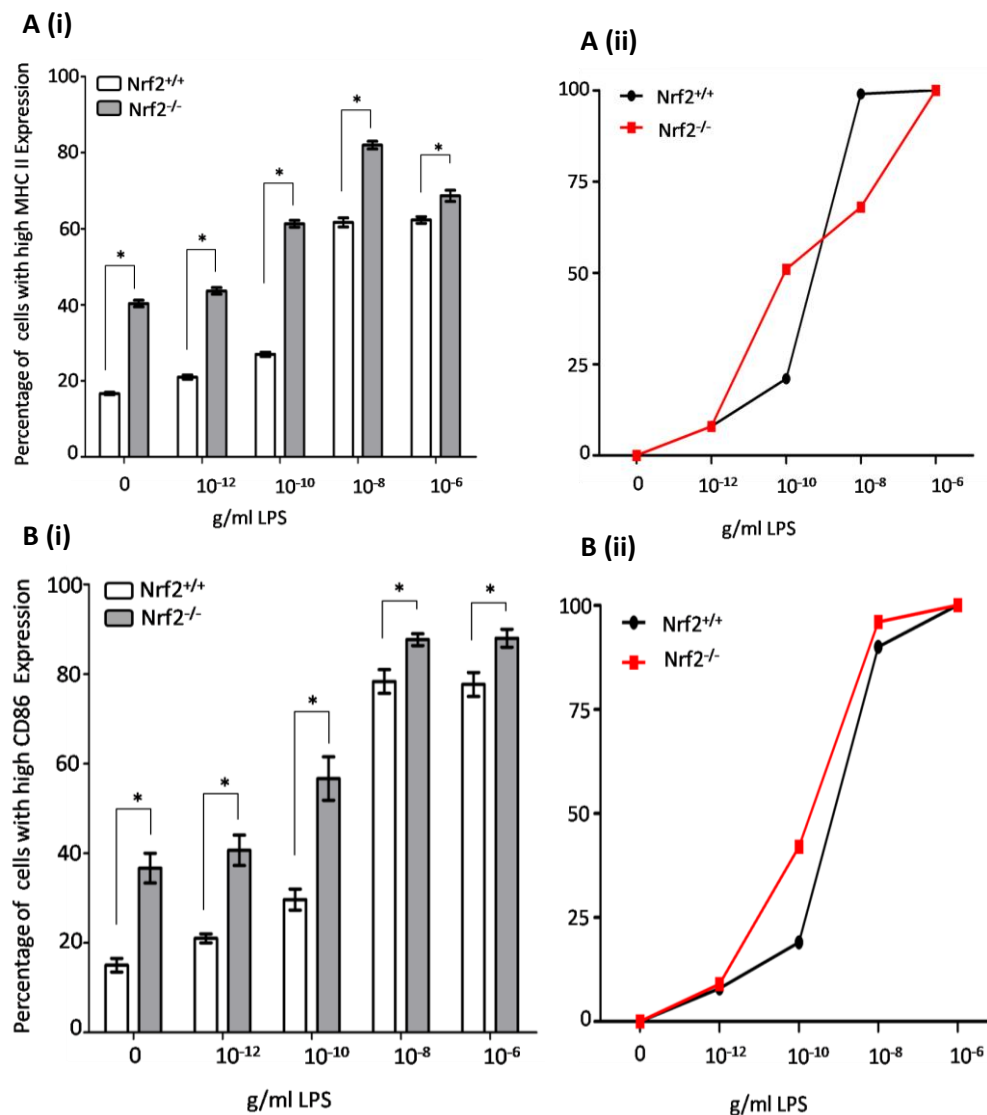 A (i)
Percentage of cells with high MHC II Expression
100
80
60
40
20
0
Nrf2+/+
Nrf2-/-
*
*
*
*
*
0
10-12
10-10
10-8
10-6
g/ml LPS
A (ii)
100
75
50
25
0
Nrf2+/+
Nrf2-/-
0
10-12
10-10
10-8
10-6
g/ml LPS
B (i)
Percentage of cells with high CD86 Expression
100
80
60
40
20
0
Nrf2+/+
Nrf2-/-
*
*
*
*
*
0
10-12
10-10
10-8
10-6
g/ml LPS
B (ii)
100
75
50
25
0
Nrf2+/+
Nrf2-/-
0
10-12
10-10
10-8
10-6
g/ml LPS